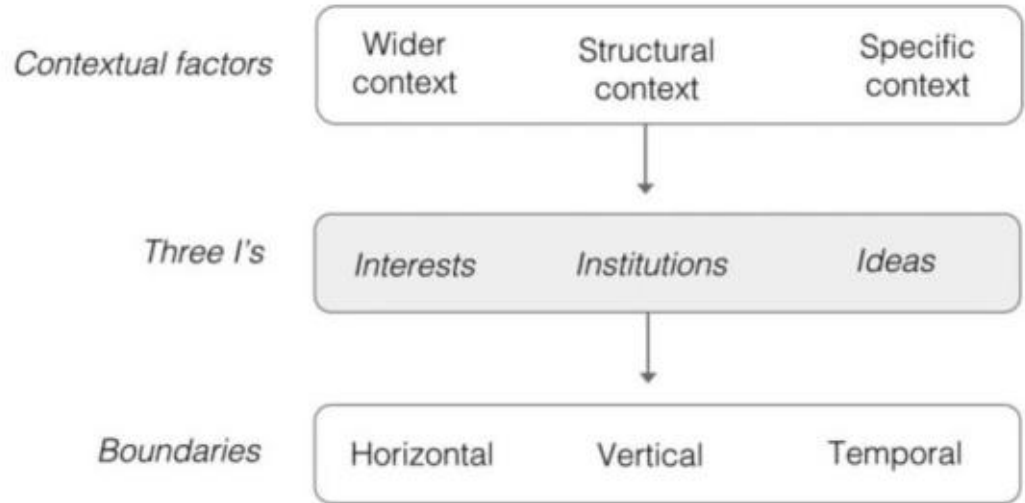 Contextual factors
Wider context
Structural context
Specific context
Three I's
Interests
Institutions
Ideas
Boundaries
Horizontal
Vertical
Temporal